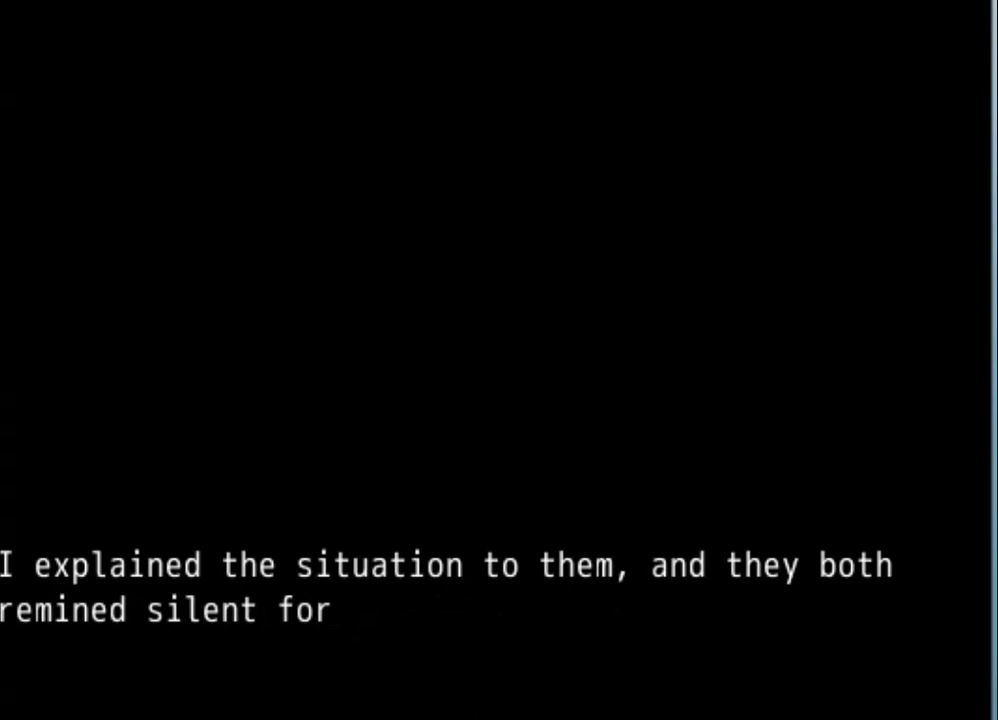 I explained the situation to them, and they both
remined silent for